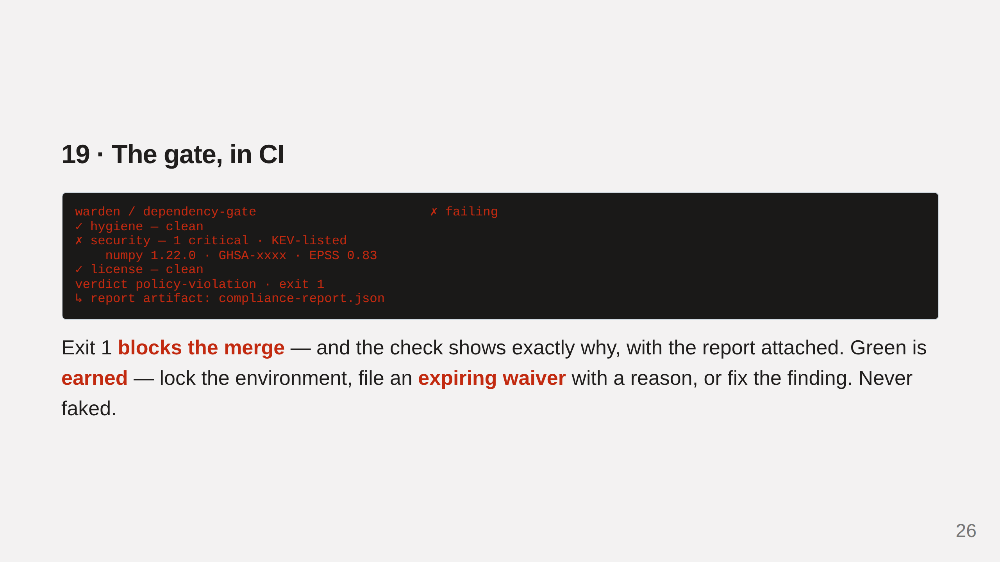 19 · The gate, in CI
warden / dependency-gate                       ✗ failing
✓ hygiene — clean
✗ security — 1 critical · KEV-listed
    numpy 1.22.0 · GHSA-xxxx · EPSS 0.83
✓ license — clean
verdict policy-violation · exit 1
↳ report artifact: compliance-report.json
Exit 1 blocks the merge — and the check shows exactly why, with the report attached. Green is
earned — lock the environment, file an expiring waiver with a reason, or fix the finding. Never
faked.
26